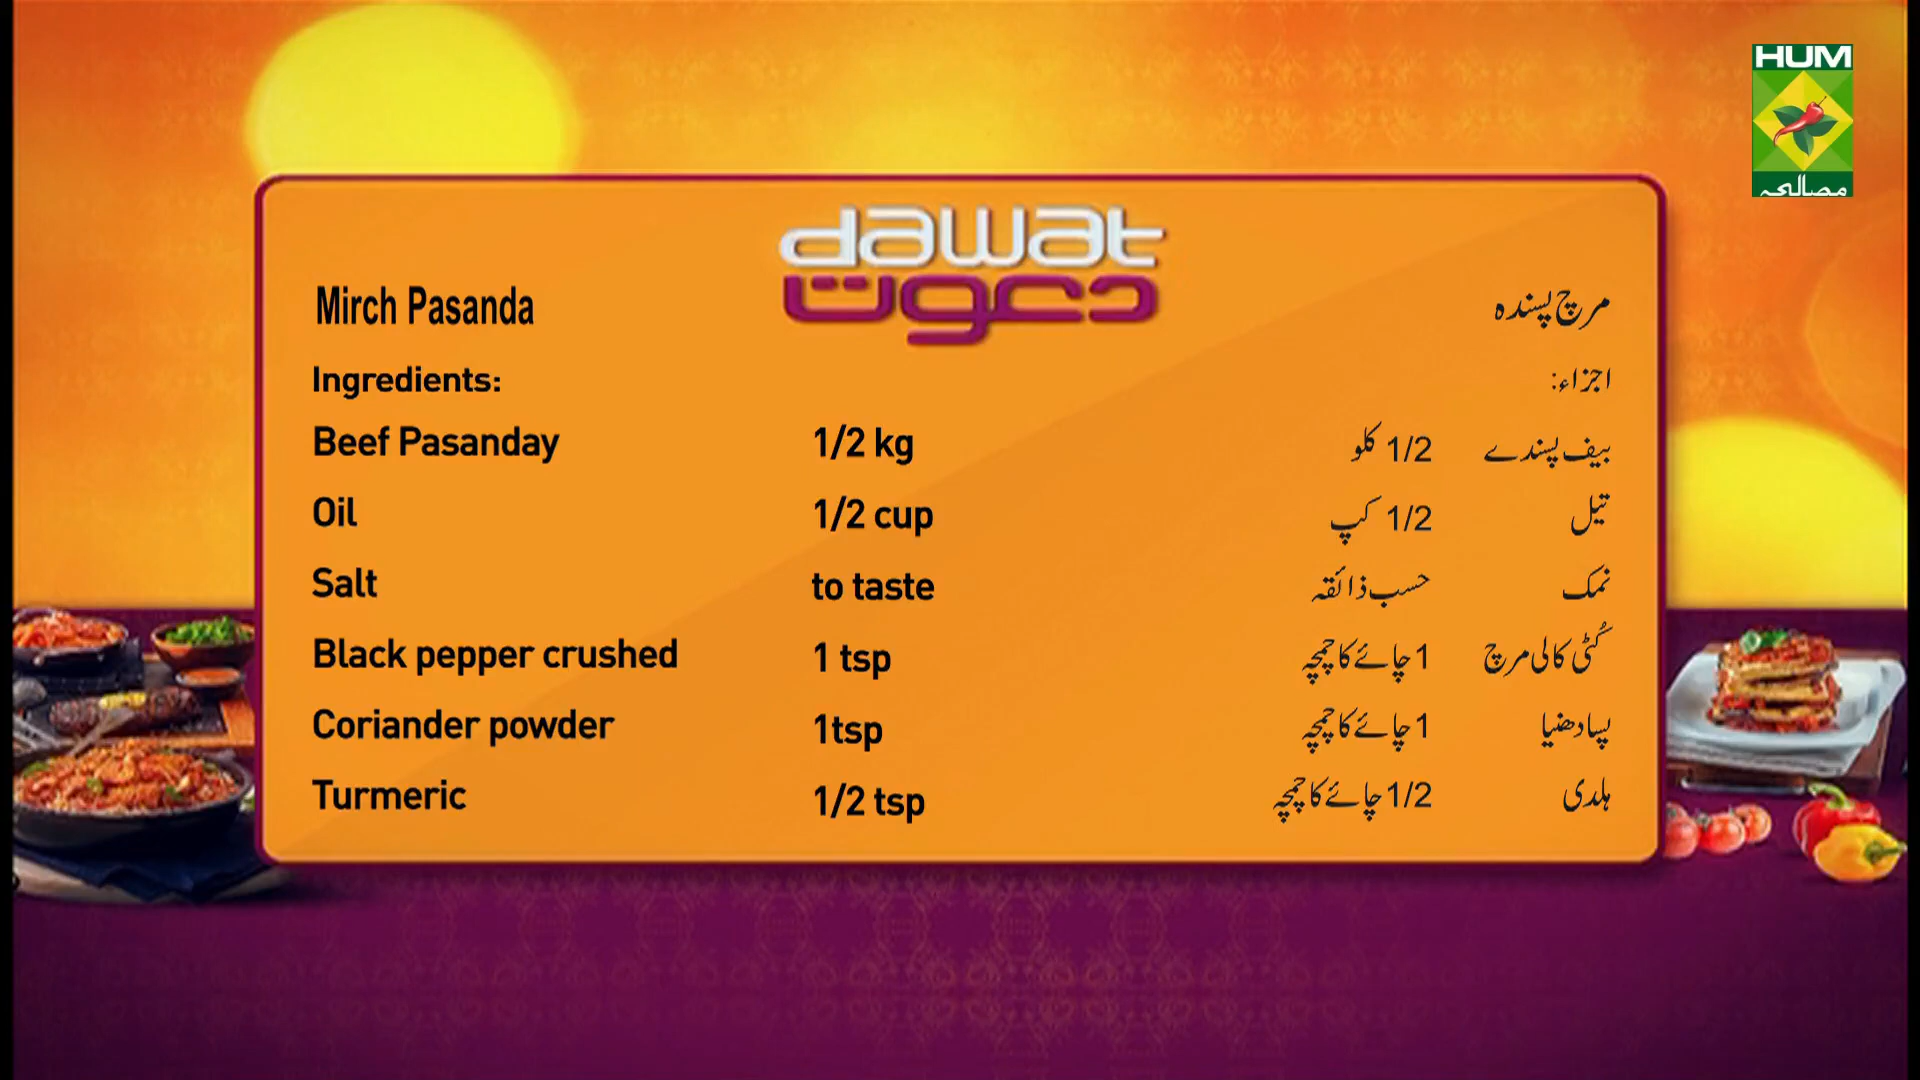 HUM
مصالحہ
dawat
دعوت
Mirch Pasanda مرچ پسندہ
Ingredients: اجزاء:
Beef Pasanday 1/2 kg بیف پسندے 1/2 کلو
Oil 1/2 cup تیل 1/2 کپ
Salt to taste نمک حسب ذائقہ
Black pepper crushed 1 tsp کُٹی کالی مرچ 1 چائے کا چمچہ
Coriander powder 1tsp پسا دھنیا 1 چائے کا چمچہ
Turmeric 1/2 tsp ہلدی 1/2 چائے کا چمچہ